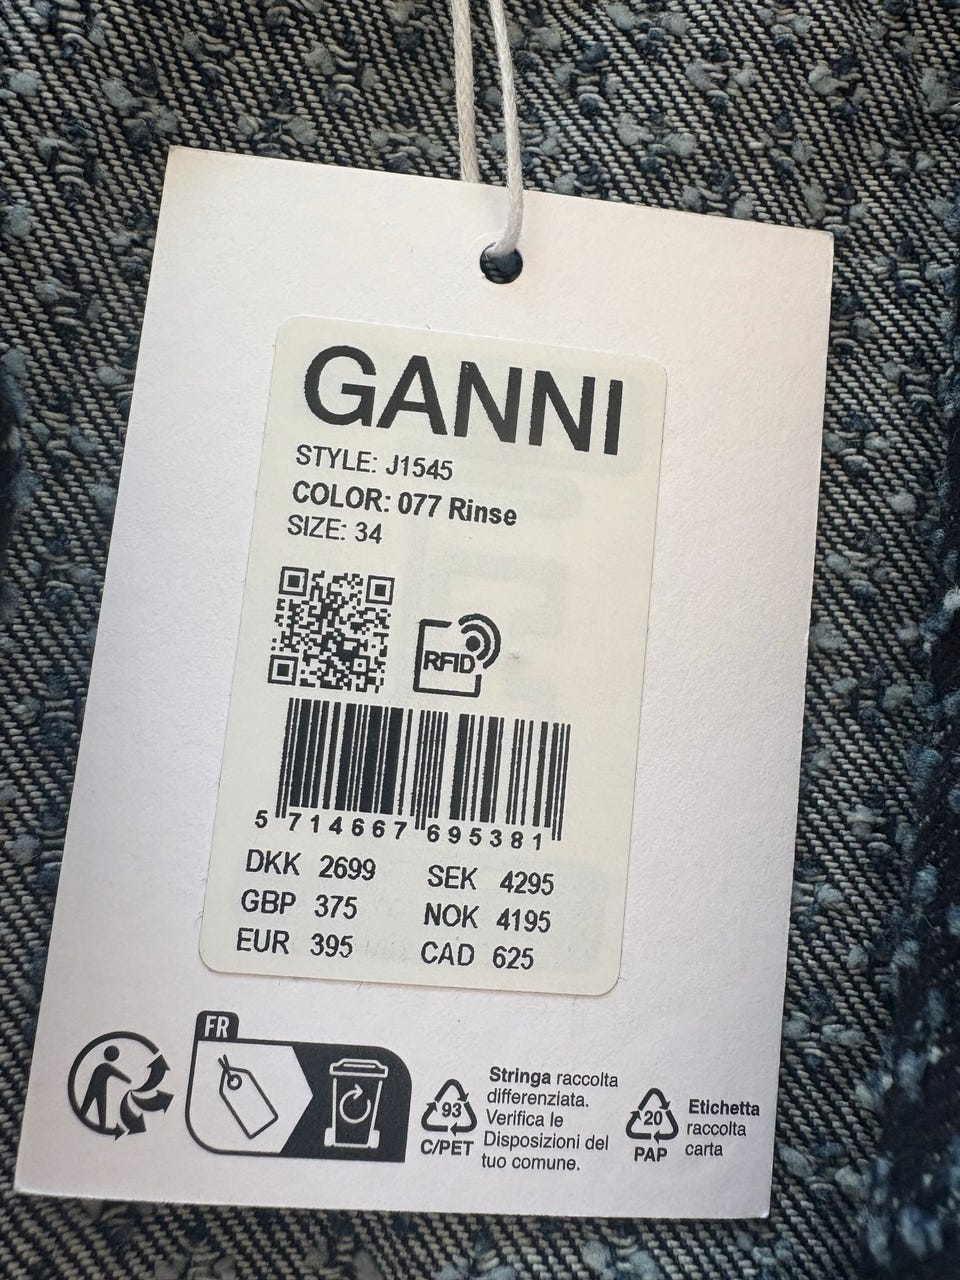 GANNI
STYLE: J1545
COLOR: 077 Rinse
SIZE: 34
RFID
5 714667 695381
DKK 2699 SEK 4295
GBP 375 NOK 4195
EUR 395 CAD 625
FR
93
C/PET
Stringa raccolta
differenziata.
Verifica le
Disposizioni del
tuo comune.
20
PAP
Etichetta
raccolta
carta